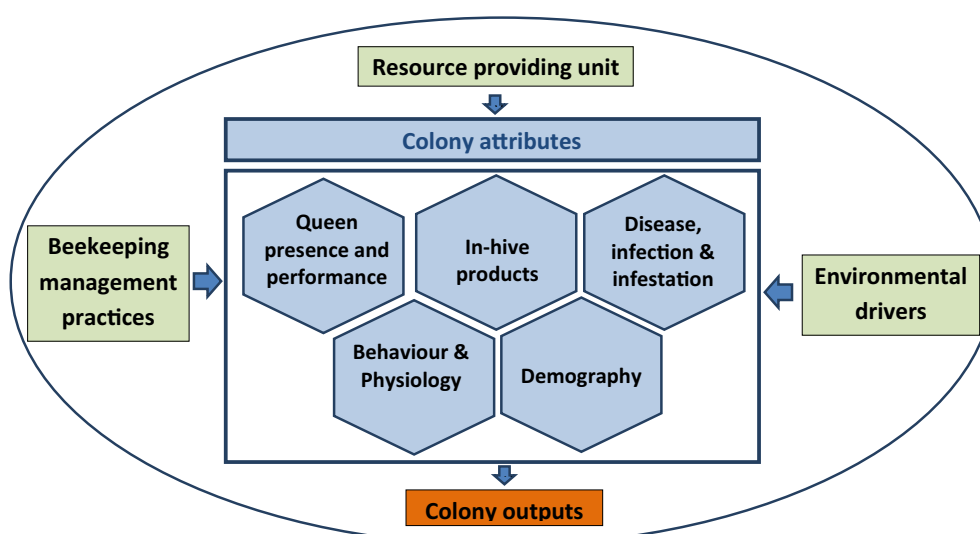 Resource providing unit
Colony attributes
Queen
presence and
performance
In-hive
products
Disease,
infection &
infestation
Beekeeping
management
practices
Environmental
drivers
Behaviour &
Physiology
Demography
Colony outputs